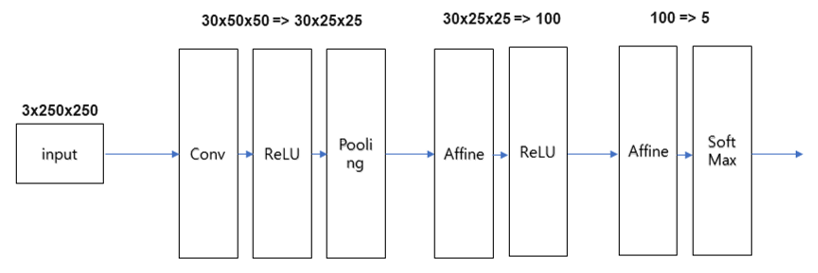 30x50x50 => 30x25x25
30x25x25 => 100
100 => 5
3x250x250
input
Conv
ReLU
Pooli
ng
Affine
ReLU
Affine
Soft
Max